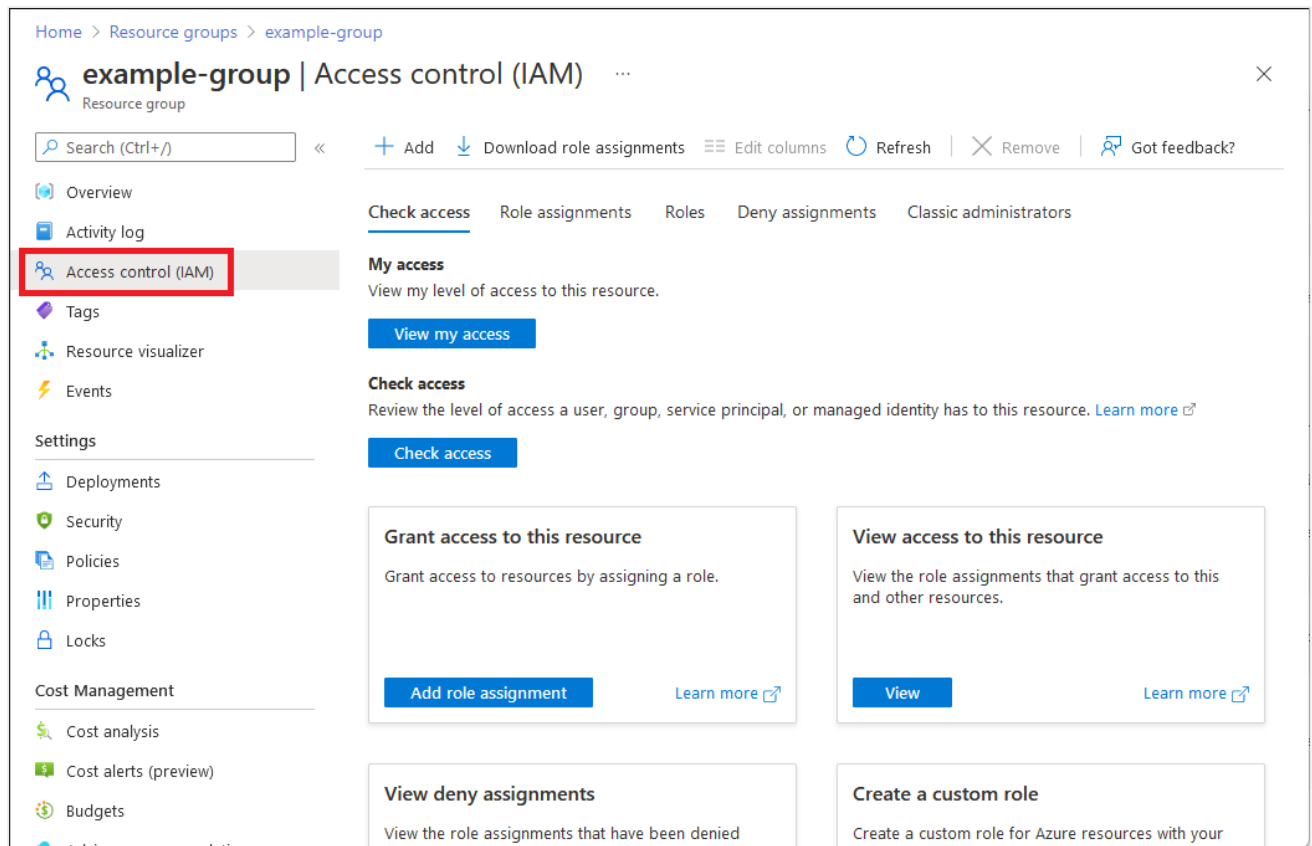 Home > Resource groups > example-group
example-group | Access control (IAM) ...
Resource group
Search (Ctrl+/) «
Overview
Activity log
Access control (IAM)
Tags
Resource visualizer
Events
Settings
Deployments
Security
Policies
Properties
Locks
Cost Management
Cost analysis
Cost alerts (preview)
Budgets
Add Download role assignments Edit columns Refresh Remove Got feedback?
Check access Role assignments Roles Deny assignments Classic administrators
My access
View my level of access to this resource.
View my access
Check access
Review the level of access a user, group, service principal, or managed identity has to this resource. Learn more
Check access
Grant access to this resource
Grant access to resources by assigning a role.
Add role assignment Learn more
View access to this resource
View the role assignments that grant access to this
and other resources.
View Learn more
View deny assignments
View the role assignments that have been denied
Create a custom role
Create a custom role for Azure resources with your